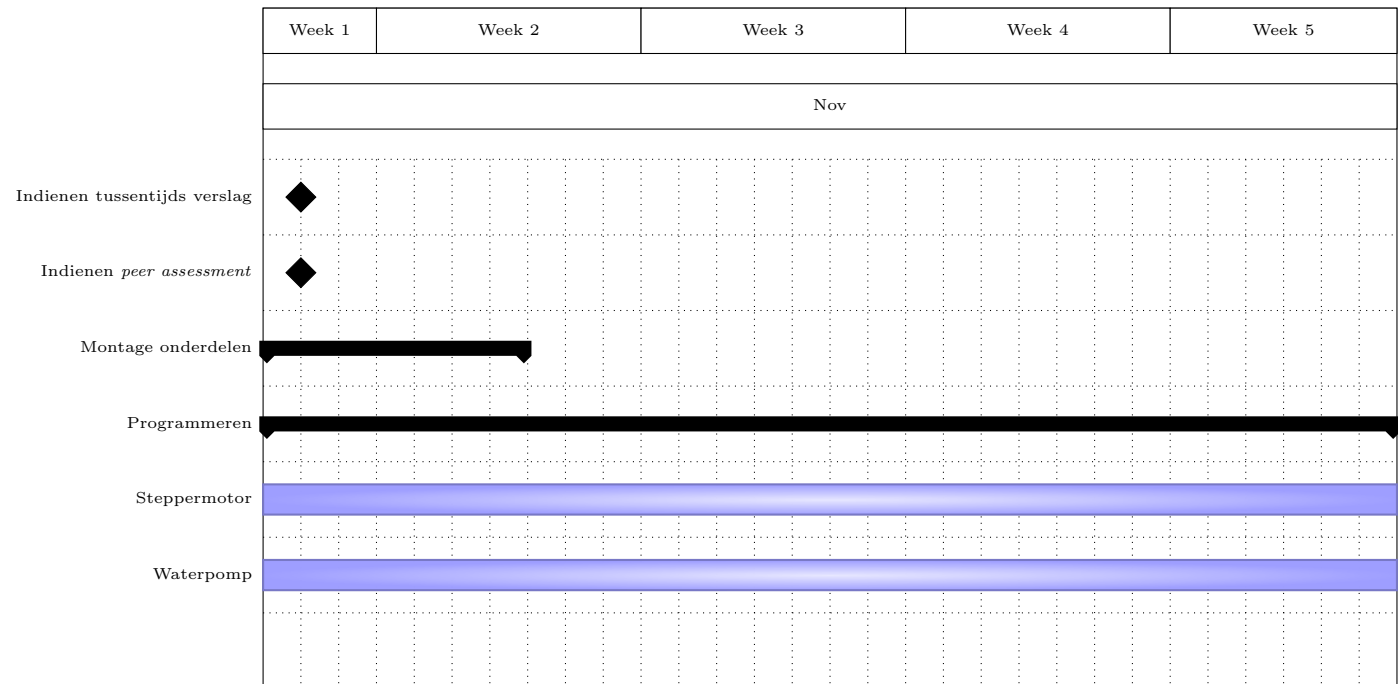 Week 1 Week 2 Week 3 Week 4 Week 5
Nov
Indienen tussentijds verslag
Indienen peer assessment
Montage onderdelen
Programmeren
Steppermotor
Waterpomp